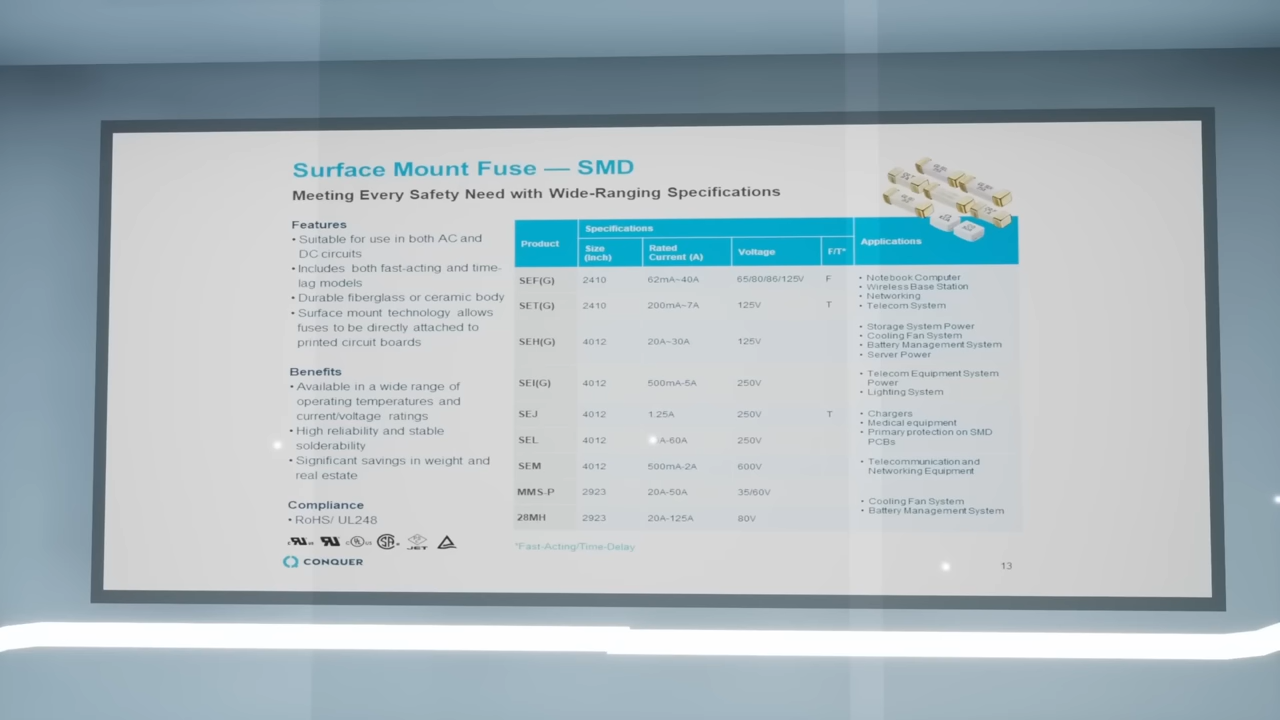 Surface Mount Fuse — SMD
Meeting Every Safety Need with Wide-Ranging Specifications
Features
• Suitable for use in both AC and
DC circuits
• Includes both fast-acting and time-
lag models
• Durable fiberglass or ceramic body
• Surface mount technology allows
fuses to be directly attached to
printed circuit boards
Benefits
• Available in a wide range of
operating temperatures and
current/voltage ratings
• High reliability and stable
solderability
• Significant savings in weight and
real estate
Compliance
• RoHS/ UL248
JET
CONQUER
Product Specifications Applications
Size (Inch) Rated Current (A) Voltage F/T*
SEF(G) 2410 62mA~40A 65/80/86/125V F
SET(G) 2410 200mA~7A 125V T
• Notebook Computer
• Wireless Base Station
• Networking
• Telecom System
SEH(G) 4012 20A~30A 125V
• Storage System Power
• Cooling Fan System
• Battery Management System
• Server Power
SEI(G) 4012 500mA-5A 250V
• Telecom Equipment System
Power
• Lighting System
SEJ 4012 1.25A 250V T
SEL 4012 A-60A 250V
• Chargers
• Medical equipment
• Primary protection on SMD
PCBs
SEM 4012 500mA-2A 600V
• Telecommunication and
Networking Equipment
MMS-P 2923 20A-50A 35/60V
28MH 2923 20A-125A 80V
• Cooling Fan System
• Battery Management System
*Fast-Acting/Time-Delay
13